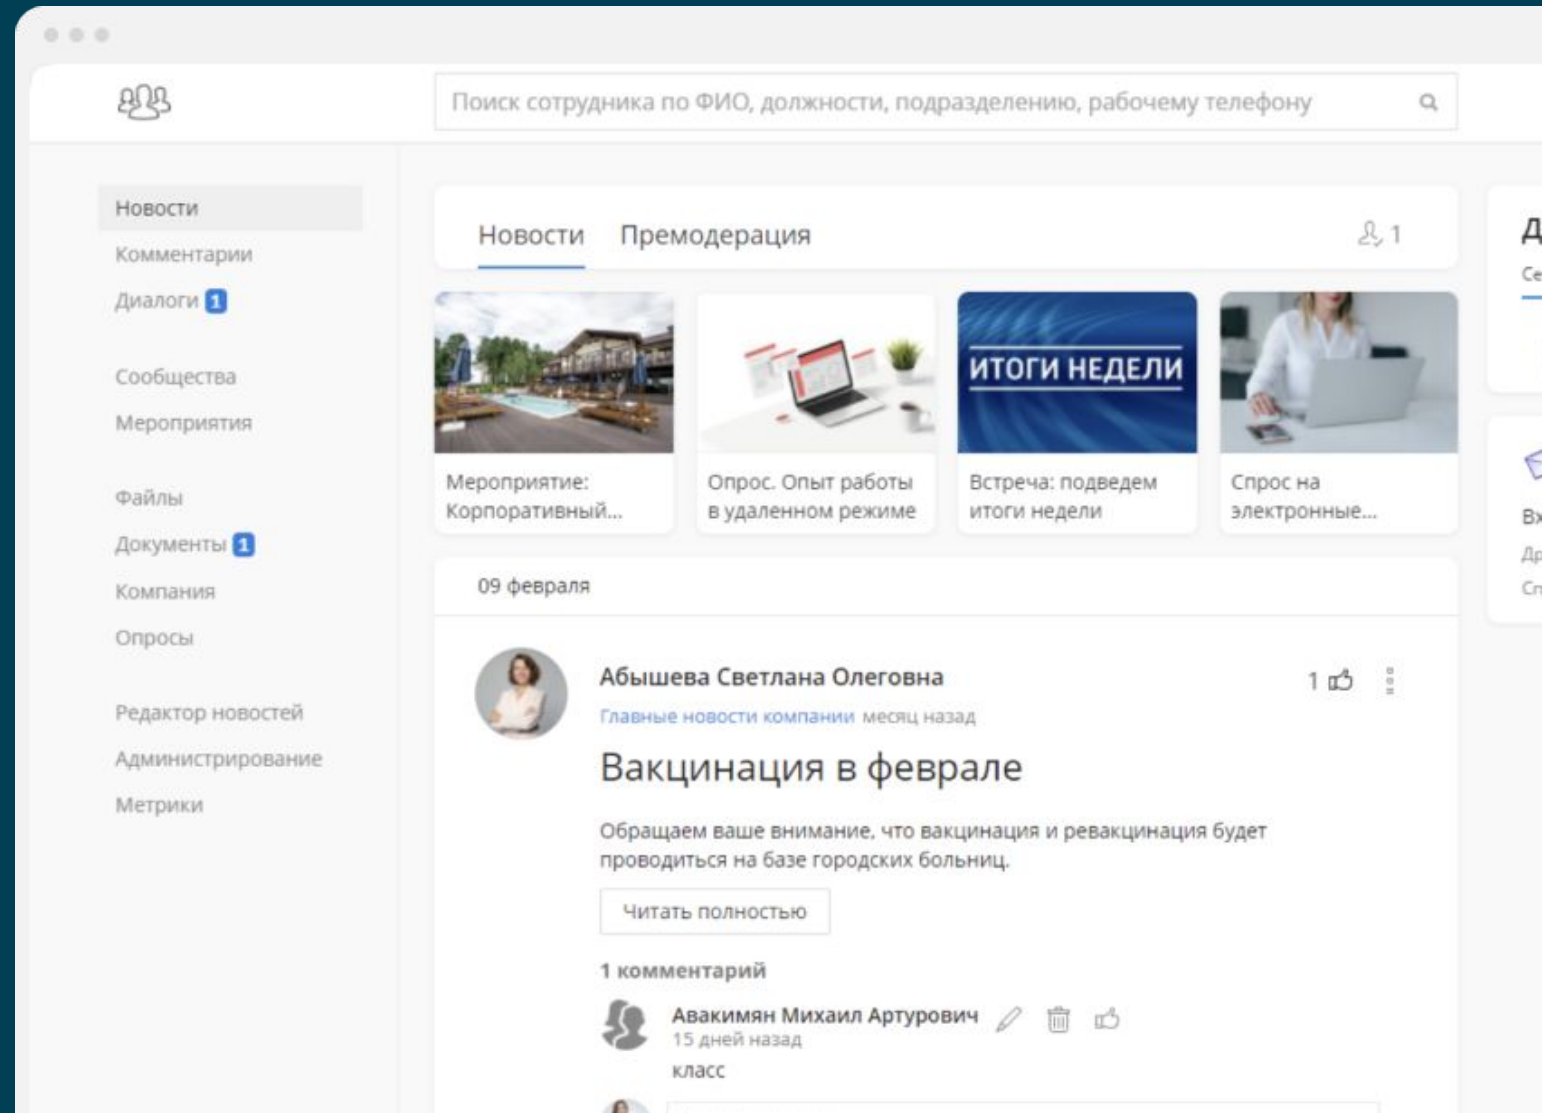 Поиск сотрудника по ФИО, должности, подразделению, рабочему телефону
Новости
Комментарии
Диалоги 1
Сообщества
Мероприятия
Файлы
Документы 1
Компания
Опросы
Редактор новостей
Администрирование
Метрики
Новости Премодерация 1
ИТОГИ НЕДЕЛИ
Мероприятие:
Корпоративный...
Опрос. Опыт работы
в удаленном режиме
Встреча: подведем
итоги недели
Спрос на
электронные...
09 февраля
Абышева Светлана Олеговна 1
Главные новости компании месяц назад
Вакцинация в феврале
Обращаем ваше внимание, что вакцинация и ревакцинация будет
проводиться на базе городских больниц.
Читать полностью
1 комментарий
Авакимян Михаил Артурович
15 дней назад
класс